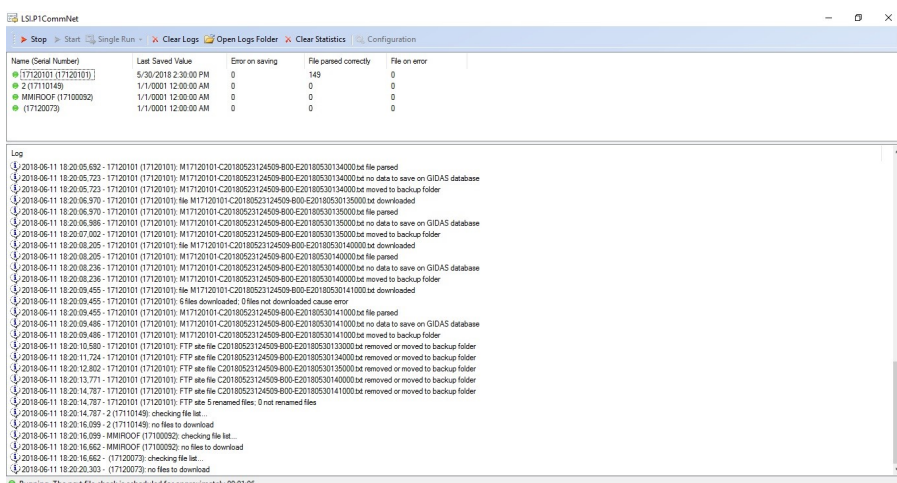 LSI.P1CommNet
Stop Start Single Run Clear Logs Open Logs Folder Clear Statistics Configuration
Name (Serial Number) Last Saved Value Error on saving File parsed correctly File on error
17120101 (17120101) 5/30/2018 2:30:00 PM 0 149 0
2 (17110149) 1/1/0001 12:00:00 AM 0 0 0
MMIROOF (17100092) 1/1/0001 12:00:00 AM 0 0 0
(17120073) 1/1/0001 12:00:00 AM 0 0 0
Log
2018-06-11 18:20:05,692 - 17120101 (17120101): M17120101-C20180523124509-B00-E20180530134000.txt file parsed
2018-06-11 18:20:05,723 - 17120101 (17120101): M17120101-C20180523124509-B00-E20180530134000.txt no data to save on GIDAS database
2018-06-11 18:20:05,723 - 17120101 (17120101): M17120101-C20180523124509-B00-E20180530134000.txt moved to backup folder
2018-06-11 18:20:06,970 - 17120101 (17120101): file M17120101-C20180523124509-B00-E20180530135000.txt downloaded
2018-06-11 18:20:06,970 - 17120101 (17120101): M17120101-C20180523124509-B00-E20180530135000.txt file parsed
2018-06-11 18:20:06,986 - 17120101 (17120101): M17120101-C20180523124509-B00-E20180530135000.txt no data to save on GIDAS database
2018-06-11 18:20:07,002 - 17120101 (17120101): M17120101-C20180523124509-B00-E20180530135000.txt moved to backup folder
2018-06-11 18:20:08,205 - 17120101 (17120101): file M17120101-C20180523124509-B00-E20180530140000.txt downloaded
2018-06-11 18:20:08,205 - 17120101 (17120101): M17120101-C20180523124509-B00-E20180530140000.txt file parsed
2018-06-11 18:20:08,236 - 17120101 (17120101): M17120101-C20180523124509-B00-E20180530140000.txt no data to save on GIDAS database
2018-06-11 18:20:08,236 - 17120101 (17120101): M17120101-C20180523124509-B00-E20180530140000.txt moved to backup folder
2018-06-11 18:20:09,455 - 17120101 (17120101): file M17120101-C20180523124509-B00-E20180530141000.txt downloaded
2018-06-11 18:20:09,455 - 17120101 (17120101): 6 files downloaded; 0 files not downloaded cause error
2018-06-11 18:20:09,455 - 17120101 (17120101): M17120101-C20180523124509-B00-E20180530141000.txt file parsed
2018-06-11 18:20:09,486 - 17120101 (17120101): M17120101-C20180523124509-B00-E20180530141000.txt no data to save on GIDAS database
2018-06-11 18:20:09,486 - 17120101 (17120101): M17120101-C20180523124509-B00-E20180530141000.txt moved to backup folder
2018-06-11 18:20:10,580 - 17120101 (17120101): FTP site file C20180523124509-B00-E20180530133000.txt removed or moved to backup folder
2018-06-11 18:20:11,724 - 17120101 (17120101): FTP site file C20180523124509-B00-E20180530134000.txt removed or moved to backup folder
2018-06-11 18:20:12,802 - 17120101 (17120101): FTP site file C20180523124509-B00-E20180530135000.txt removed or moved to backup folder
2018-06-11 18:20:13,771 - 17120101 (17120101): FTP site file C20180523124509-B00-E20180530140000.txt removed or moved to backup folder
2018-06-11 18:20:14,787 - 17120101 (17120101): FTP site file C20180523124509-B00-E20180530141000.txt removed or moved to backup folder
2018-06-11 18:20:14,787 - 17120101 (17120101): FTP site 5 renamed files; 0 not renamed files
2018-06-11 18:20:14,787 - 2 (17110149): checking file list...
2018-06-11 18:20:16,099 - 2 (17110149): no files to download
2018-06-11 18:20:16,099 - MMIROOF (17100092): checking file list...
2018-06-11 18:20:16,662 - MMIROOF (17100092): no files to download
2018-06-11 18:20:16,662 - (17120073): checking file list...
2018-06-11 18:20:20,303 - (17120073): no files to download